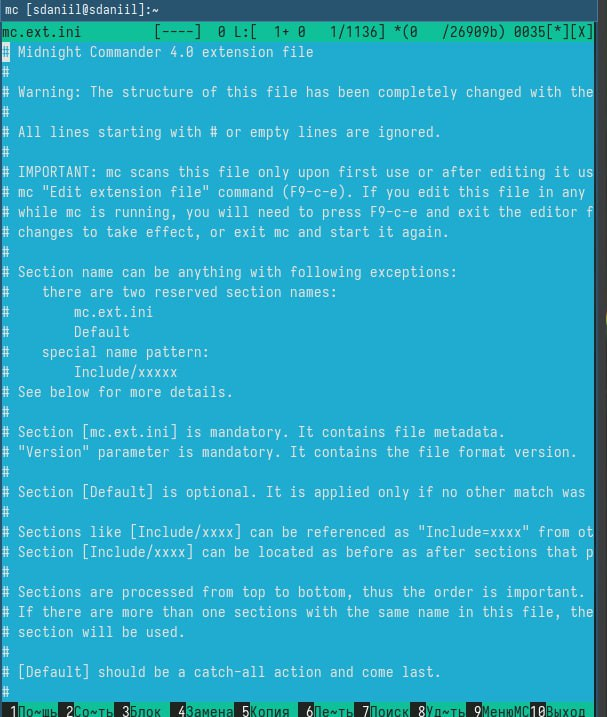 mc [sdaniil@sdaniil]:~
mc.ext.ini [----] 0 L:[ 1+ 0 1/1136] *(0 /26909b) 0035[*][X]
# Midnight Commander 4.0 extension file
#
# Warning: The structure of this file has been completely changed with the
#
# All lines starting with # or empty lines are ignored.
#
# IMPORTANT: mc scans this file only upon first use or after editing it us
# mc "Edit extension file" command (F9-c-e). If you edit this file in any
# while mc is running, you will need to press F9-c-e and exit the editor f
# changes to take effect, or exit mc and start it again.
#
# Section name can be anything with following exceptions:
#    there are two reserved section names:
#        mc.ext.ini
#        Default
#    special name pattern:
#        Include/xxxxx
# See below for more details.
#
# Section [mc.ext.ini] is mandatory. It contains file metadata.
# "Version" parameter is mandatory. It contains the file format version.
#
# Section [Default] is optional. It is applied only if no other match was
#
# Sections like [Include/xxxx] can be referenced as "Include=xxxx" from ot
# Section [Include/xxxx] can be located as before as after sections that p
#
# Sections are processed from top to bottom, thus the order is important.
# If there are more than one sections with the same name in this file, the
# section will be used.
#
# [Default] should be a catch-all action and come last.
#
1По~щь 2Со~ть 3Блок 4Замена 5Копия 6Пе~ть 7Поиск 8Уд~ть 9МенюМС 10Выход